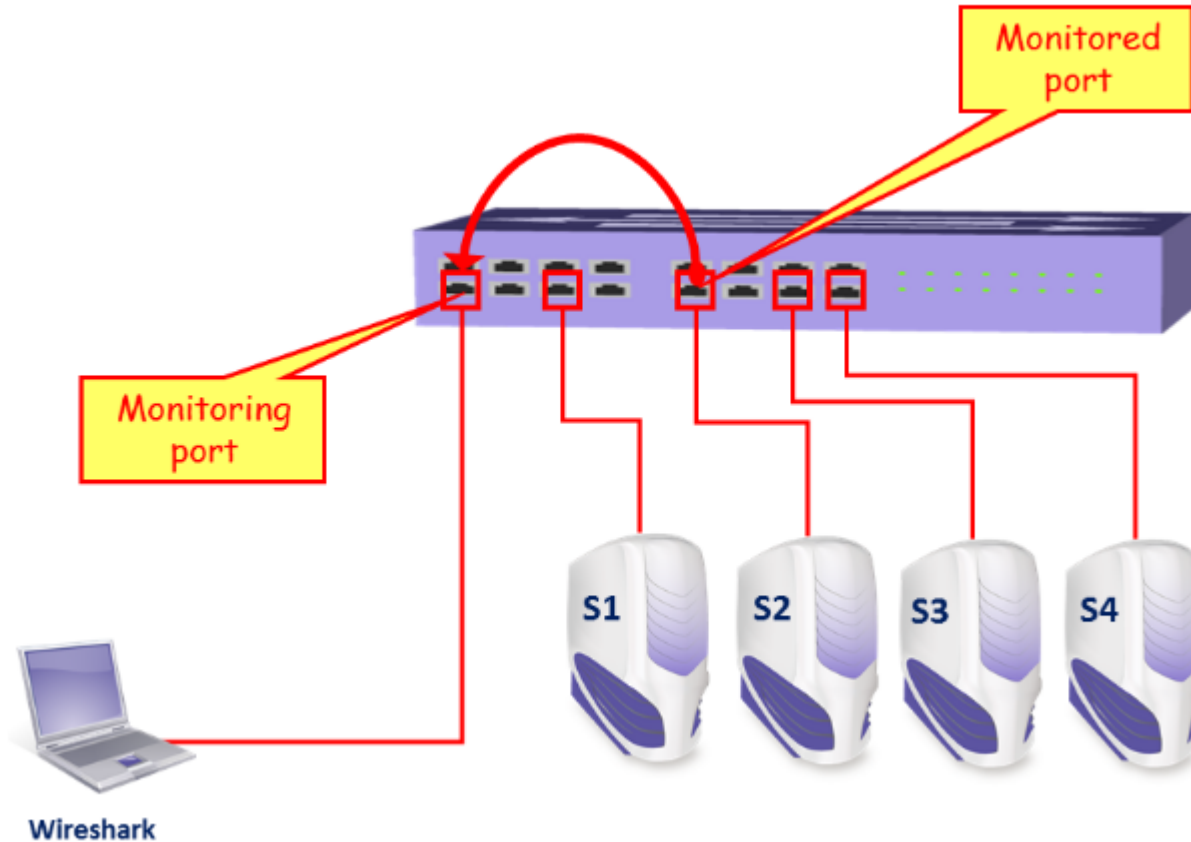 Monitored
port
Monitoring
port
S1
S2
S3
S4
Wireshark